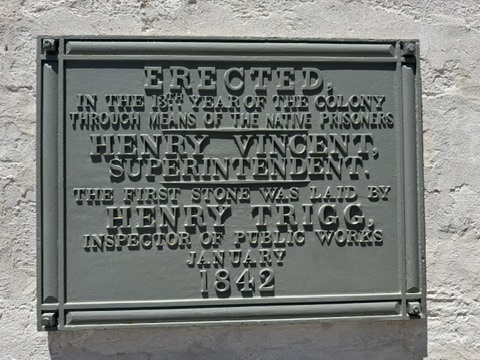 ERECTED,
IN THE 13TH YEAR OF THE COLONY
THROUGH MEANS OF THE NATIVE PRISONERS
HENRY VINCENT,
SUPERINTENDENT.
THE FIRST STONE WAS LAID BY
HENRY TRIGG,
INSPECTOR OF PUBLIC WORKS
JANUARY
1842